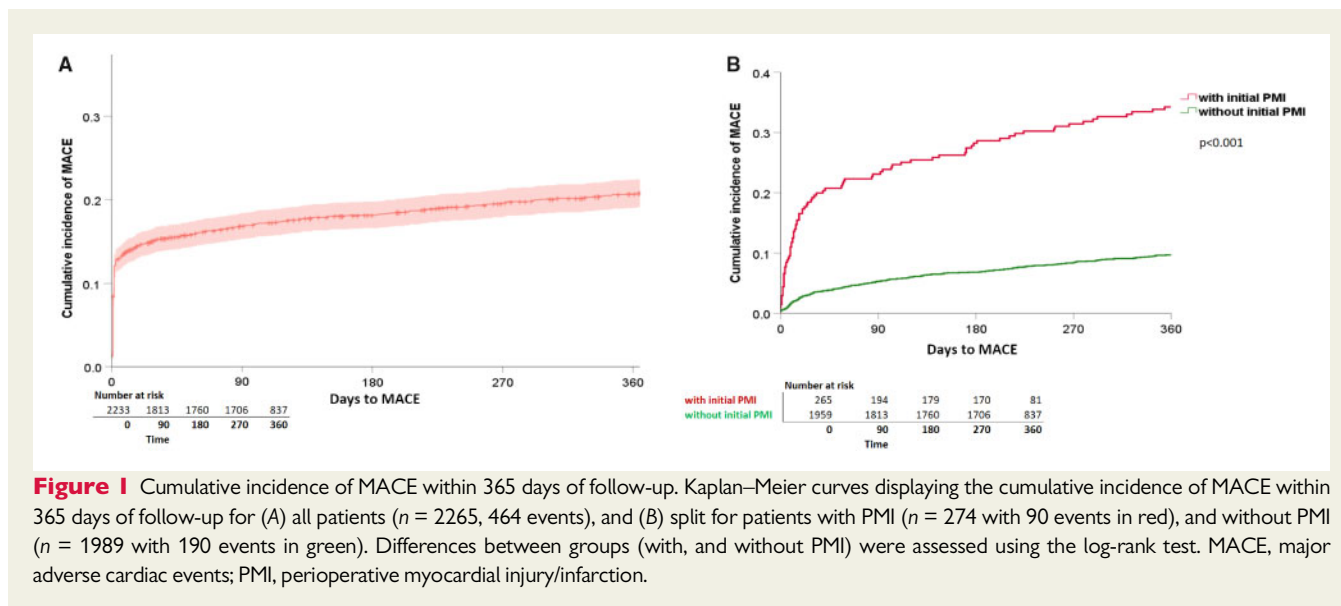 A
Cumulative incidence of MACE
0.3
0.2
0.1
0.0
0 90 180 270 360
Days to MACE
Number at risk
2233 1813 1760 1706 837
0 90 180 270 360
Time
B
Cumulative incidence of MACE
0.4
0.3
0.2
0.1
0.0
0 90 180 270 360
Days to MACE
with initial PMI
without initial PMI
p<0.001
Number at risk
with initial PMI 265 194 179 170 81
without initial PMI 1959 1813 1760 1706 837
0 90 180 270 360
Time
Figure 1 Cumulative incidence of MACE within 365 days of follow-up. Kaplan–Meier curves displaying the cumulative incidence of MACE within
365 days of follow-up for (A) all patients (n = 2265, 464 events), and (B) split for patients with PMI (n = 274 with 90 events in red), and without PMI
(n = 1989 with 190 events in green). Differences between groups (with, and without PMI) were assessed using the log-rank test. MACE, major
adverse cardiac events; PMI, perioperative myocardial injury/infarction.